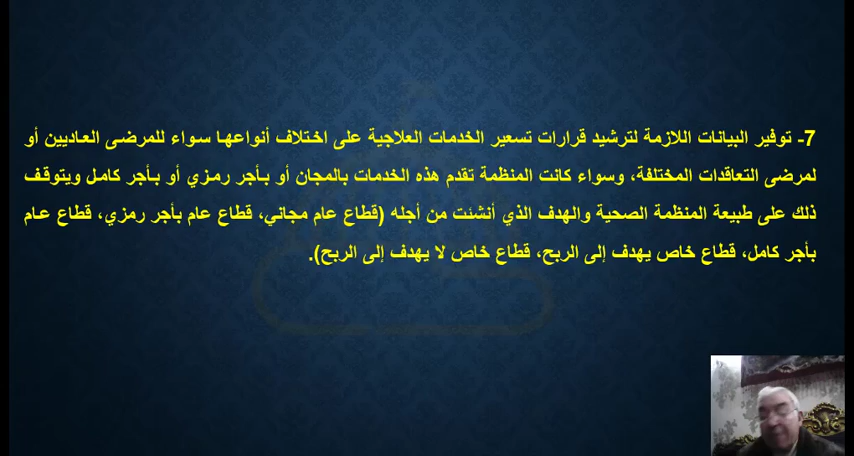 7- توفير البيانات اللازمة لترشيد قرارات تسعير الخدمات العلاجية على اختلاف أنواعها سواء للمرضى العاديين أو
لمرضى التعاقدات المختلفة، وسواء كانت المنظمة تقدم هذه الخدمات بالمجان أو بأجر رمزي أو بأجر كامل ويتوقف
ذلك على طبيعة المنظمة الصحية والهدف الذي أنشئت من أجله (قطاع عام مجاني، قطاع عام بأجر رمزي، قطاع عام
بأجر كامل، قطاع خاص يهدف إلى الربح، قطاع خاص لا يهدف إلى الربح).